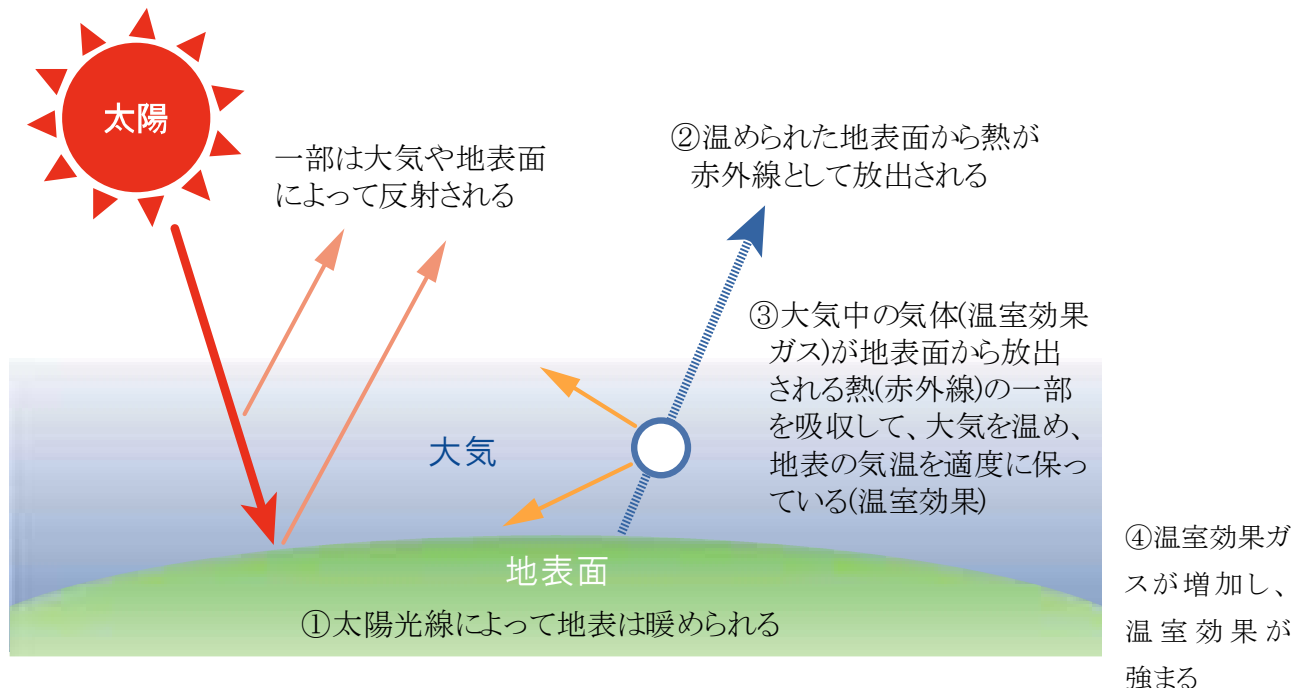 太陽
一部は大気や地表面
によって反射される
②温められた地表面から熱が
赤外線として放出される
③大気中の気体(温室効果
ガス)が地表面から放出
される熱(赤外線)の一部
を吸収して、大気を温め、
地表の気温を適度に保っ
ている(温室効果)
大気
地表面
①太陽光線によって地表は暖められる
④温室効果ガ
スが増加し、
温室効果が
強まる